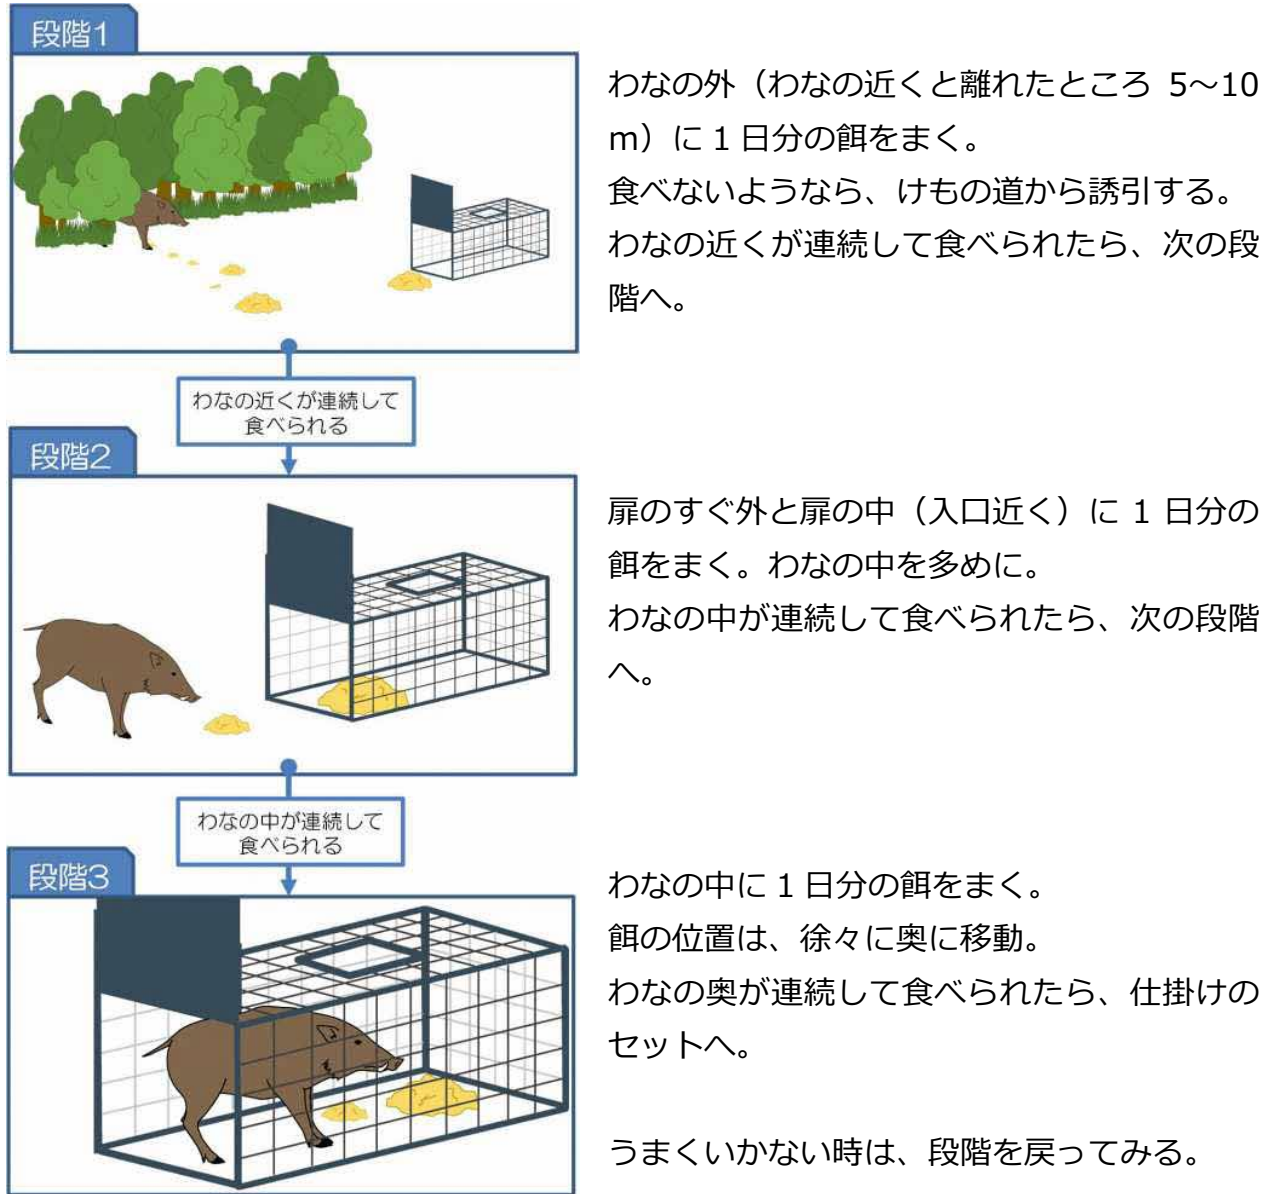 段階1
わなの外（わなの近くと離れたところ 5～10
m）に 1 日分の餌をまく。
食べないようなら、けもの道から誘引する。
わなの近くが連続して食べられたら、次の段
階へ。
わなの近くが連続して
食べられる
段階2
扉のすぐ外と扉の中（入口近く）に 1 日分の
餌をまく。わなの中を多めに。
わなの中が連続して食べられたら、次の段階
へ。
わなの中が連続して
食べられる
段階3
わなの中に 1 日分の餌をまく。
餌の位置は、徐々に奥に移動。
わなの奥が連続して食べられたら、仕掛けの
セットへ。
うまくいかない時は、段階を戻ってみる。